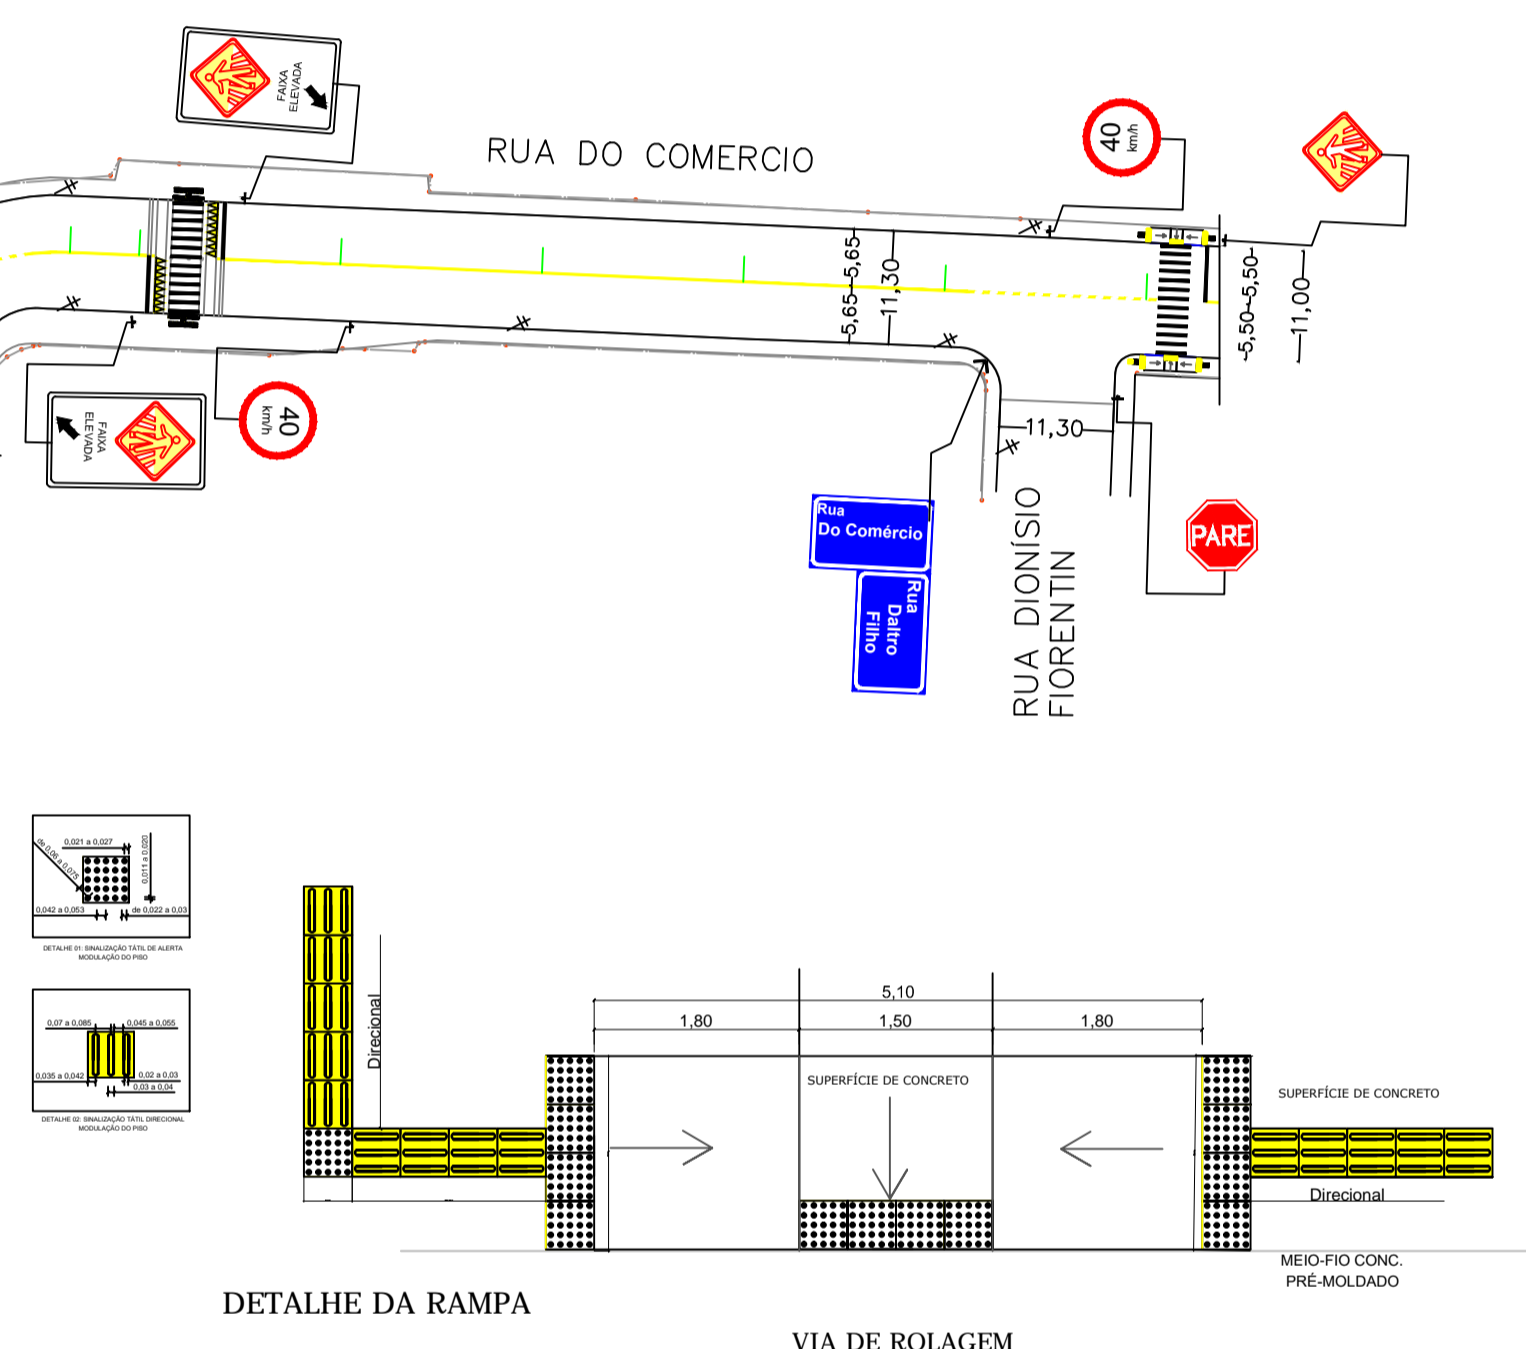 FAIXA
ELEVADA
RUA DO COMERCIO
40
km/h
5,65
5,65
11,30
5,50
5,50
11,00
FAIXA
ELEVADA
40
km/h
11,30
Rua
Do Comércio
Rua
Daltro
Filho
RUA DIONÍSIO
FIORENTIN
PARE
0,021 a 0,027
de 0,06 a 0,075
0,011 a 0,020
0,042 a 0,053
de 0,022 a 0,03
DETALHE 01: SINALIZAÇÃO TÁTIL DE ALERTA
MODULAÇÃO DO PISO
0,07 a 0,085
0,045 a 0,055
0,035 a 0,042
0,02 a 0,03
0,03 a 0,04
DETALHE 02: SINALIZAÇÃO TÁTIL DIRECIONAL
MODULAÇÃO DO PISO
Direcional
5,10
1,80
1,50
1,80
SUPERFÍCIE DE CONCRETO
SUPERFÍCIE DE CONCRETO
Direcional
MEIO-FIO CONC.
PRÉ-MOLDADO
DETALHE DA RAMPA
VIA DE ROLAGEM